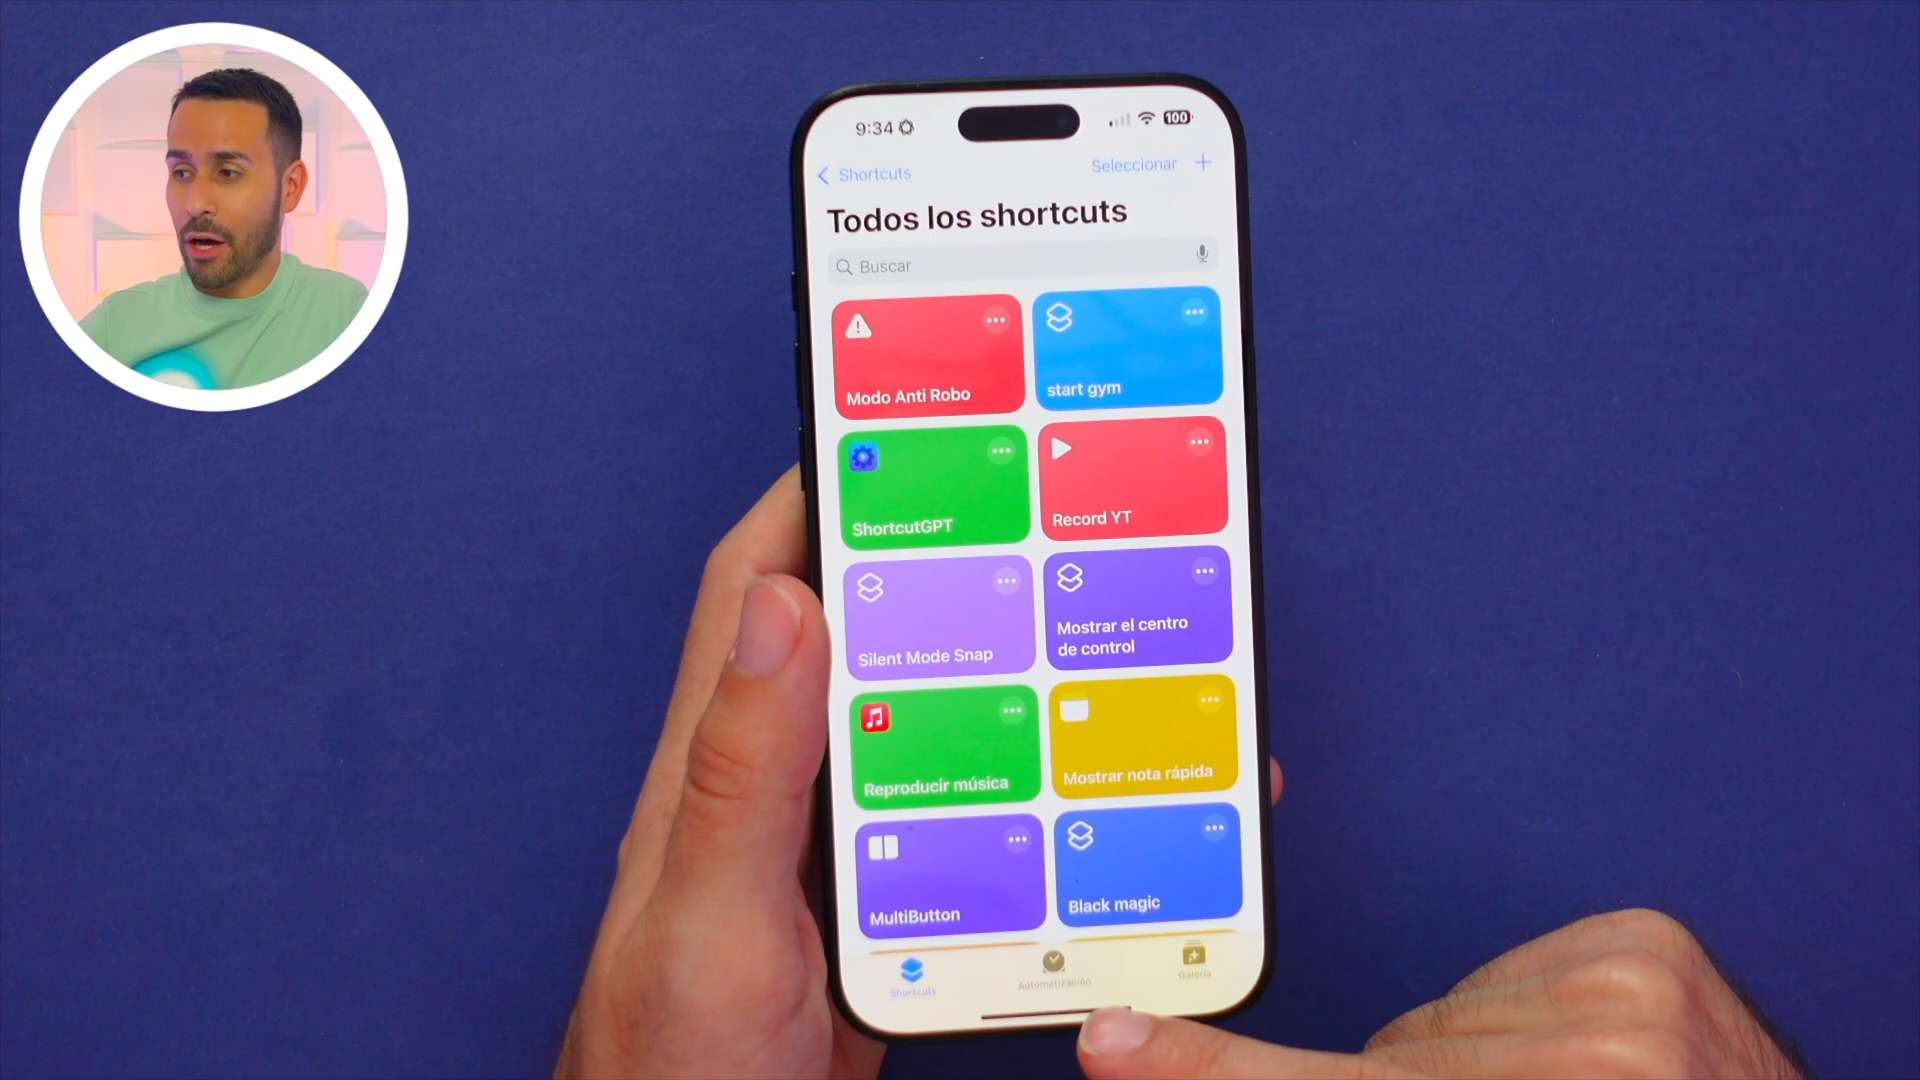 9:34
100
Shortcuts
Seleccionar +
Todos los shortcuts
Buscar
Modo Anti Robo
start gym
ShortcutGPT
Record YT
Silent Mode Snap
Mostrar el centro
de control
Reproducir música
Mostrar nota rápida
MultiButton
Black magic
Shortcuts
Automatización
Galería